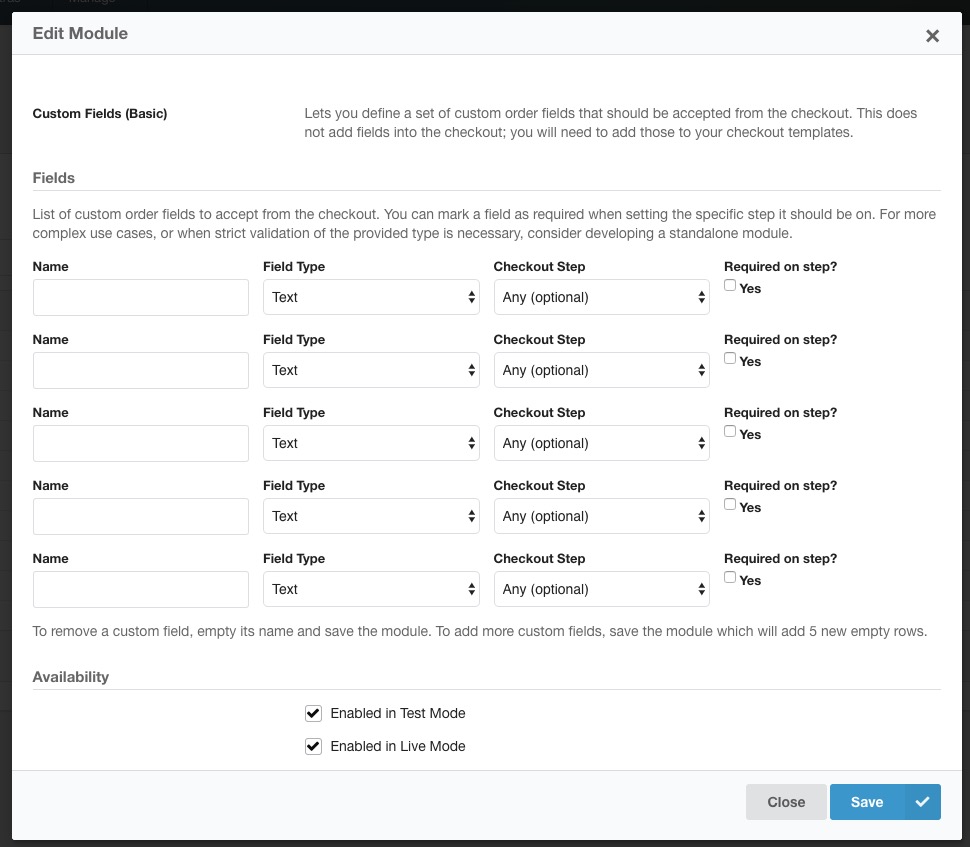 Manage
Edit Module
Custom Fields (Basic)
Lets you define a set of custom order fields that should be accepted from the checkout. This does
not add fields into the checkout; you will need to add those to your checkout templates.
Fields
List of custom order fields to accept from the checkout. You can mark a field as required when setting the specific step it should be on. For more
complex use cases, or when strict validation of the provided type is necessary, consider developing a standalone module.
Name Field Type Checkout Step Required on step?
Text Any (optional) Yes
Name Field Type Checkout Step Required on step?
Text Any (optional) Yes
Name Field Type Checkout Step Required on step?
Text Any (optional) Yes
Name Field Type Checkout Step Required on step?
Text Any (optional) Yes
Name Field Type Checkout Step Required on step?
Text Any (optional) Yes
To remove a custom field, empty its name and save the module. To add more custom fields, save the module which will add 5 new empty rows.
Availability
Enabled in Test Mode
Enabled in Live Mode
Close Save